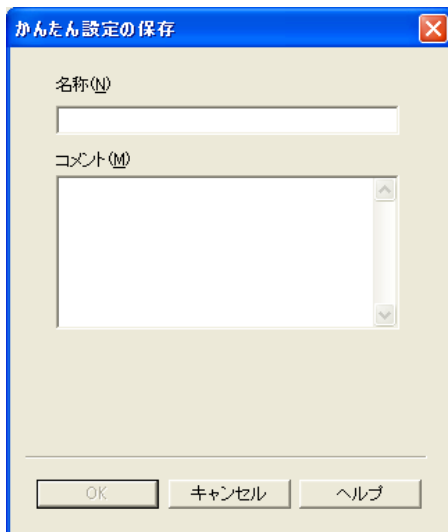 かんたん設定の保存
名称(N)
コメント(M)
OK
キャンセル
ヘルプ